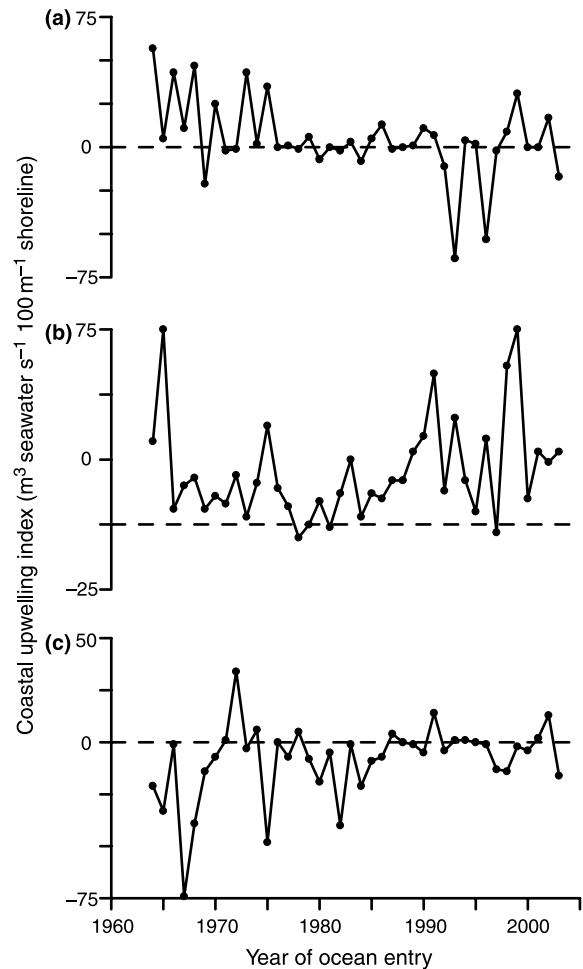 (a) 75
0
−75
(b) 75
0
−25
(c) 50
0
−75
1960 1970 1980 1990 2000
Year of ocean entry
Coastal upwelling index (m³ seawater s⁻¹ 100 m⁻¹ shoreline)